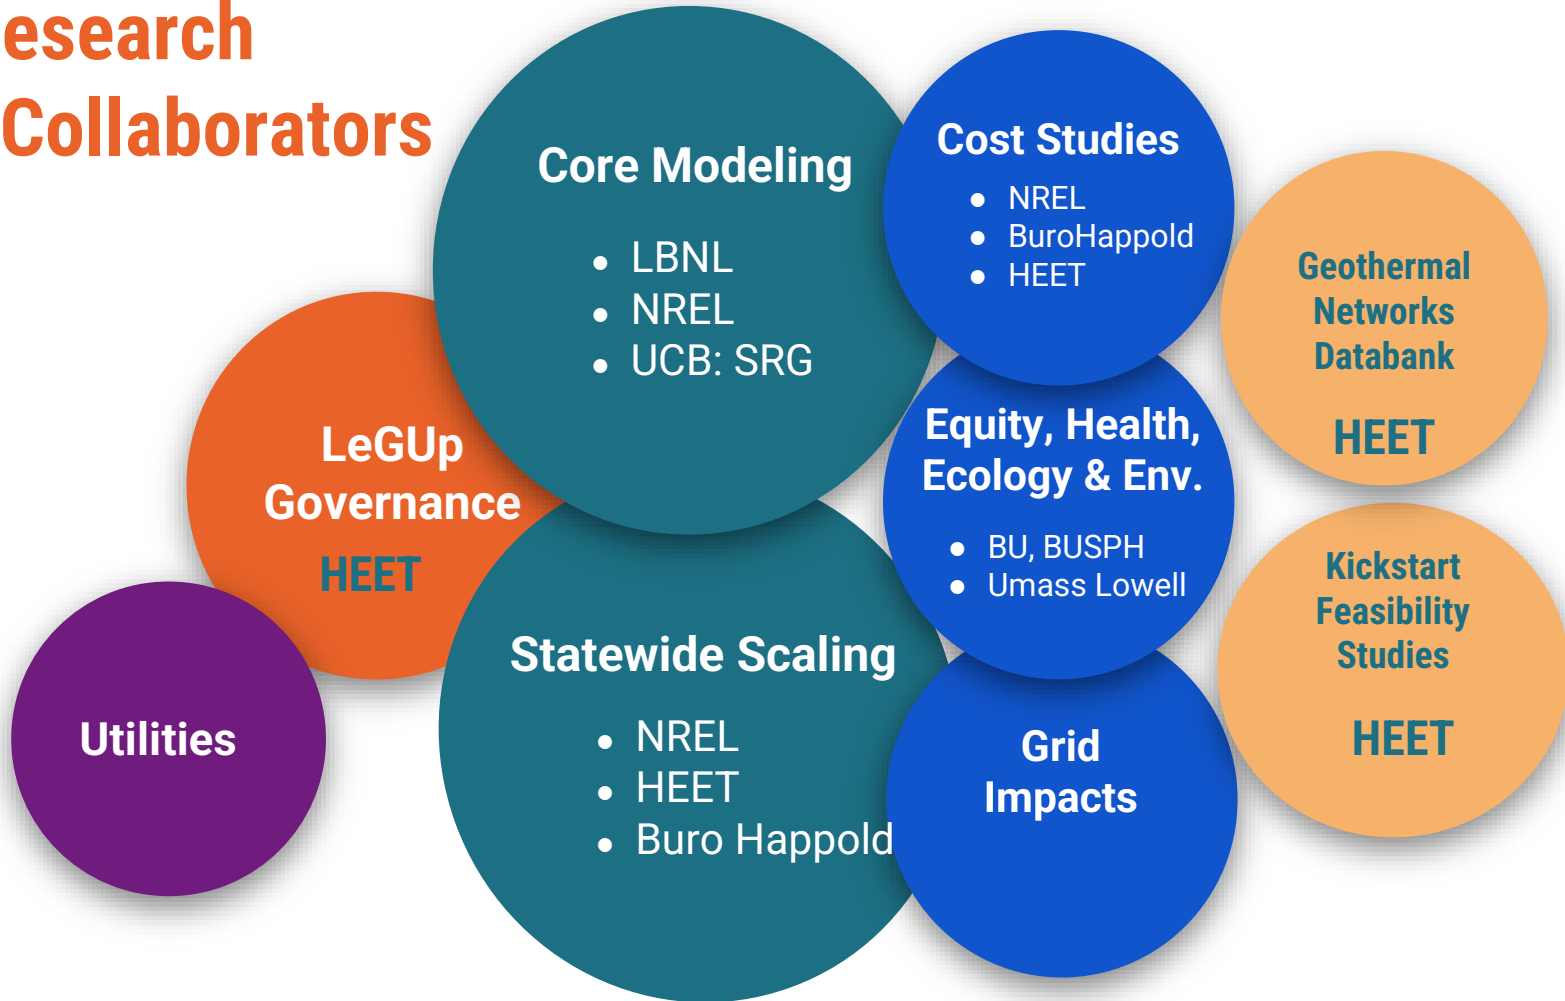 esearch
Collaborators
Core Modeling
● LBNL
● NREL
● UCB: SRG
Cost Studies
● NREL
● BuroHappold
● HEET
Geothermal
Networks
Databank
HEET
LeGUp
Governance
HEET
Equity, Health,
Ecology & Env.
● BU, BUSPH
● Umass Lowell
Kickstart
Feasibility
Studies
HEET
Utilities
Statewide Scaling
● NREL
● HEET
● Buro Happold
Grid
Impacts